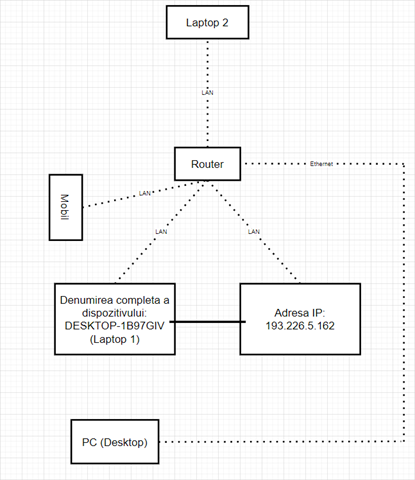 Laptop 2
LAN
Router
Ethernet
Mobil
LAN
LAN
LAN
Denumirea completa a
dispozitivului:
DESKTOP-1B97GIV
(Laptop 1)
Adresa IP:
193.226.5.162
PC (Desktop)